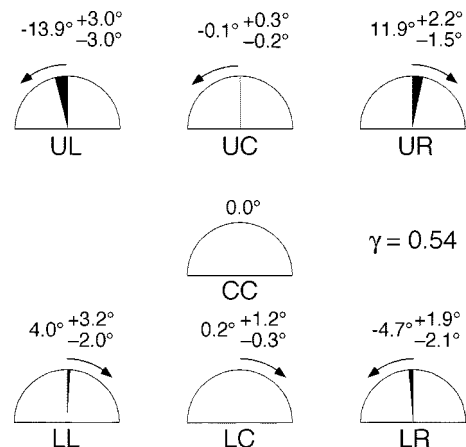 -13.9° +3.0° –3.0°
-0.1° +0.3° –0.2°
11.9° +2.2° –1.5°
UL
UC
UR
0.0°
γ = 0.54
CC
4.0° +3.2° –2.0°
0.2° +1.2° –0.3°
-4.7° +1.9° –2.1°
LL
LC
LR